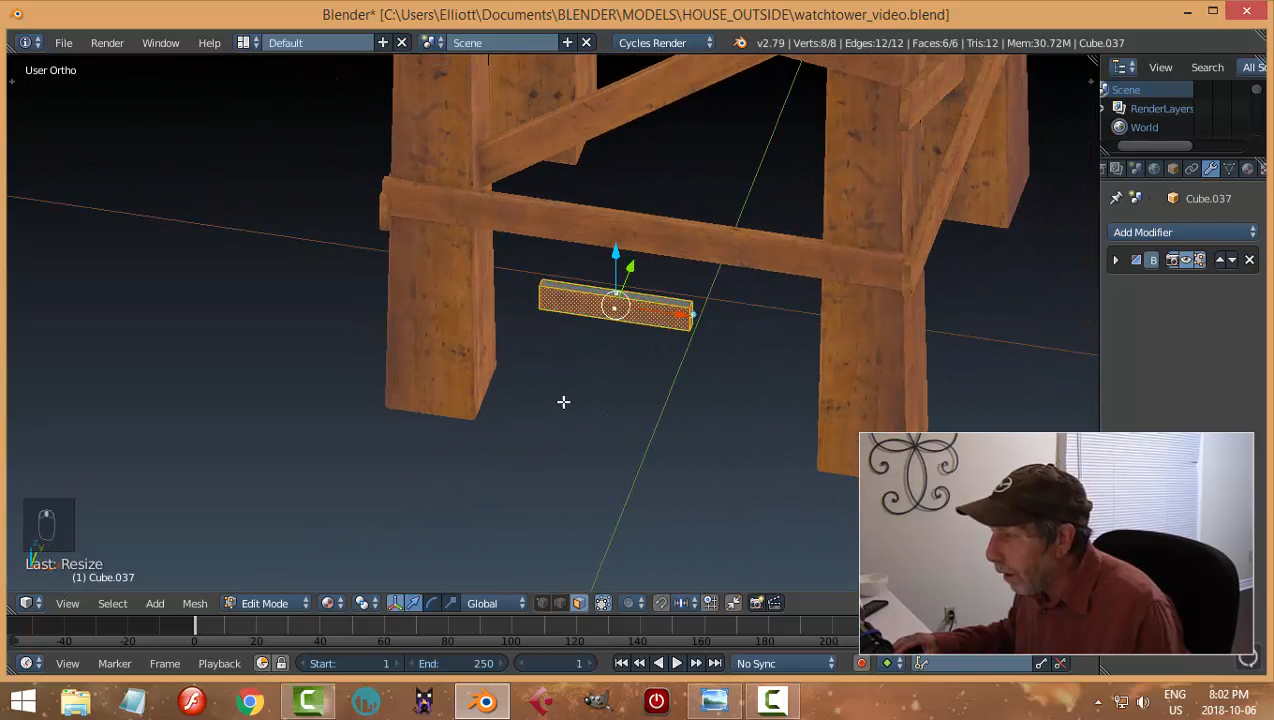 Blender* [C:\Users\Elliott\Documents\BLENDER\MODELS\HOUSE_OUTSIDE\watchtower_video.blend]
File Render Window Help Default Scene Cycles Render v2.79 | Verts:8/8 | Edges:12/12 | Faces:6/6 | Tris:12 | Mem:30.72M | Cube.037
User Ortho
View Search All S
Scene
RenderLayers
World
Cube.037
Add Modifier
B
Last: Resize
(1) Cube.037
View Select Add Mesh Edit Mode Global
-40 -20 0 20 40 60 80 100 120 140 160 180 200
View Marker Frame Playback Start: 1 End: 250 1 No Sync
ENG 8:02 PM
US 2018-10-06